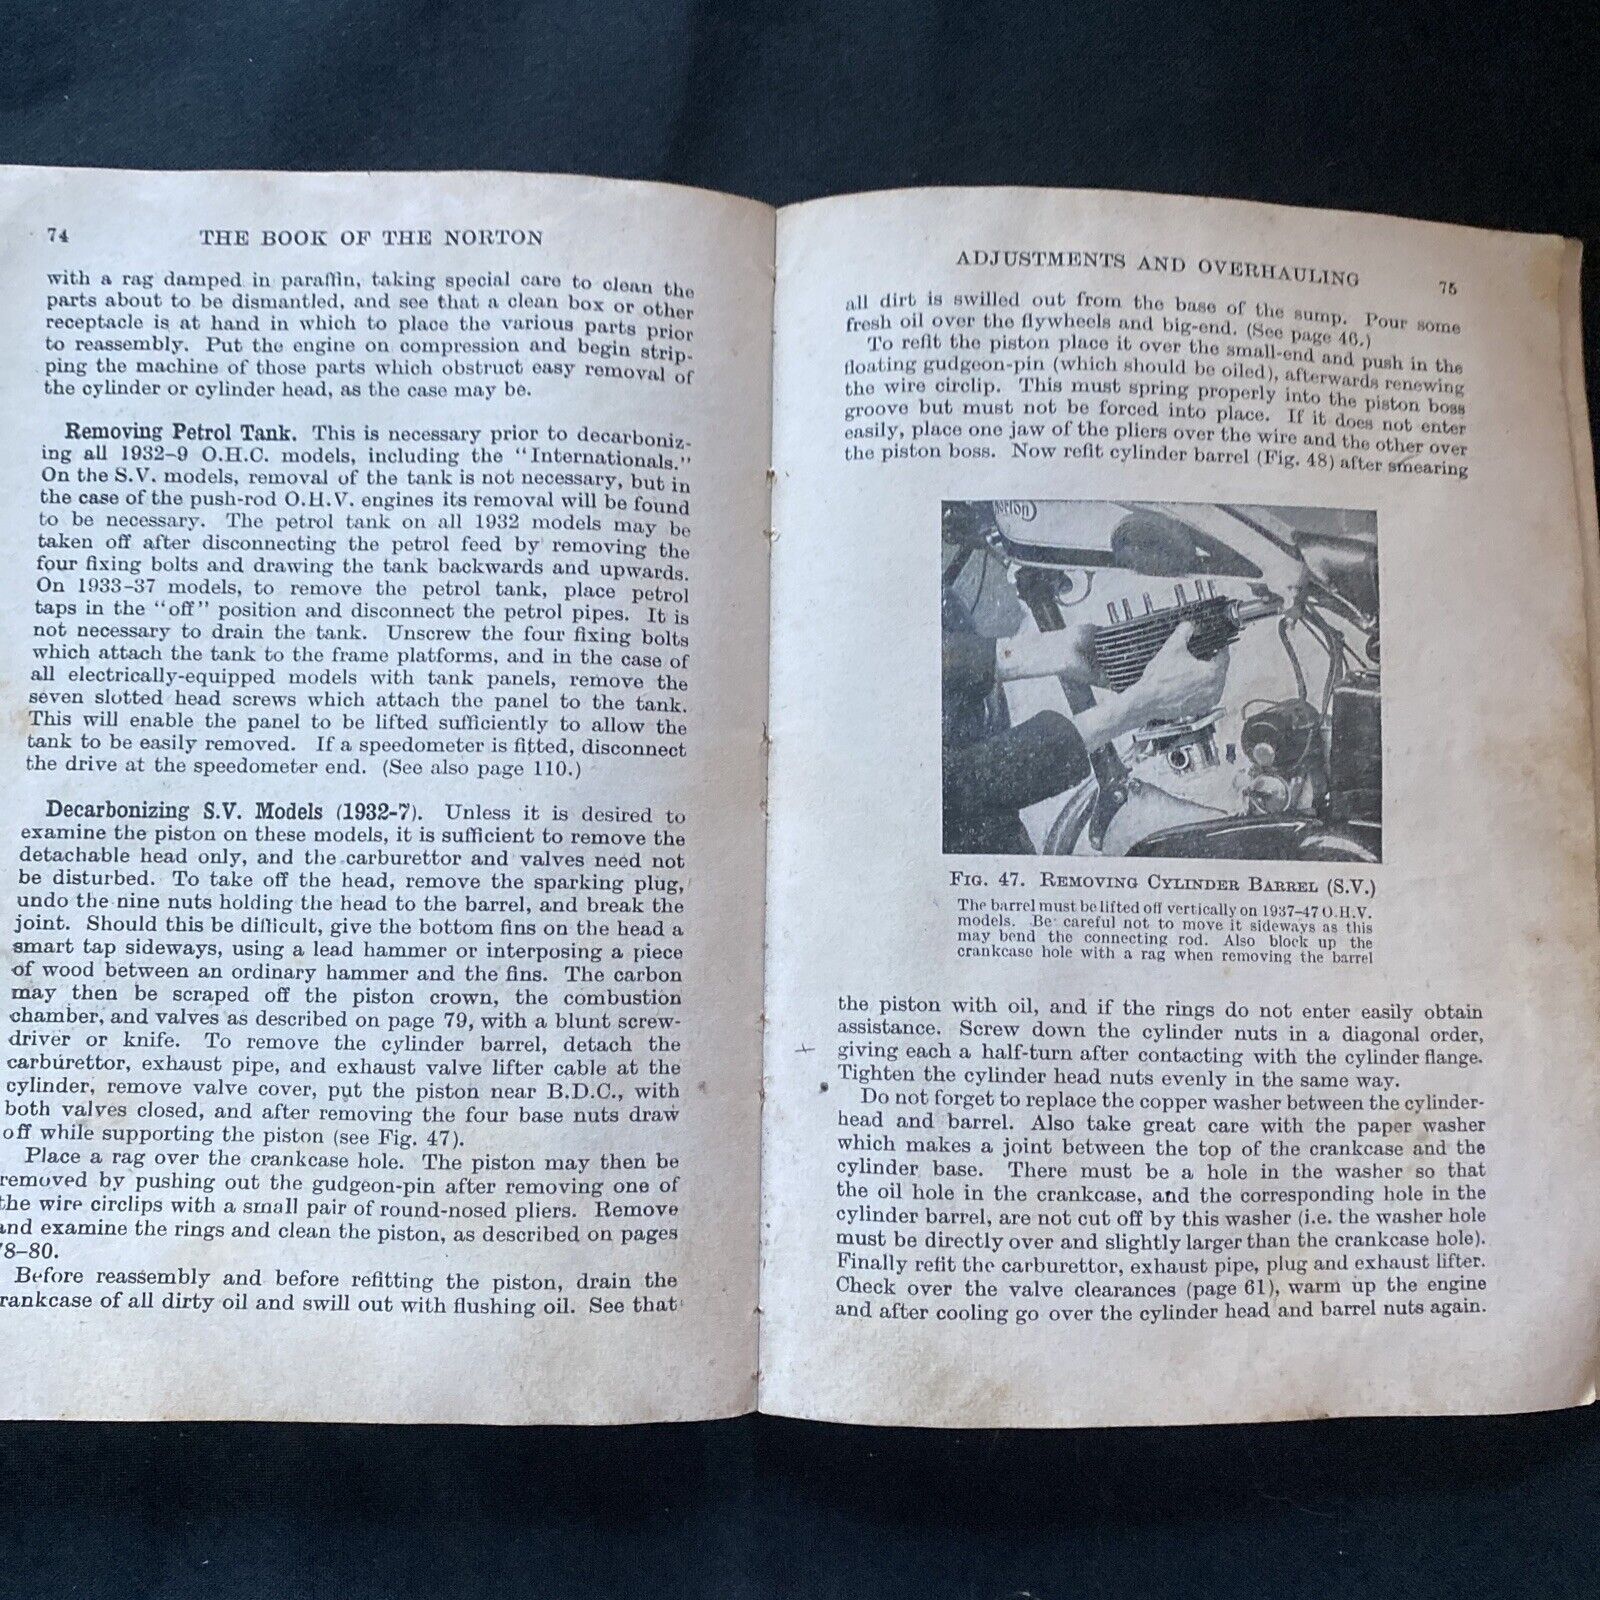 74 THE BOOK OF THE NORTON
with a rag damped in paraffin, taking special care to clean the
parts about to be dismantled, and see that a clean box or other
receptacle is at hand in which to place the various parts prior
to reassembly. Put the engine on compression and begin strip-
ping the machine of those parts which obstruct easy removal of
the cylinder or cylinder head, as the case may be.
Removing Petrol Tank. This is necessary prior to decarboniz-
ing all 1932-9 O.H.C. models, including the "Internationals."
On the S.V. models, removal of the tank is not necessary, but in
the case of the push-rod O.H.V. engines its removal will be found
to be necessary. The petrol tank on all 1932 models may be
taken off after disconnecting the petrol feed by removing the
four fixing bolts and drawing the tank backwards and upwards.
On 1933-37 models, to remove the petrol tank, place petrol
taps in the "off" position and disconnect the petrol pipes. It is
not necessary to drain the tank. Unscrew the four fixing bolts
which attach the tank to the frame platforms, and in the case of
all electrically-equipped models with tank panels, remove the
seven slotted head screws which attach the panel to the tank.
This will enable the panel to be lifted sufficiently to allow the
tank to be easily removed. If a speedometer is fitted, disconnect
the drive at the speedometer end. (See also page 110.)
Decarbonizing S.V. Models (1932-7). Unless it is desired to
examine the piston on these models, it is sufficient to remove the
detachable head only, and the carburettor and valves need not
be disturbed. To take off the head, remove the sparking plug,
undo the nine nuts holding the head to the barrel, and break the
joint. Should this be difficult, give the bottom fins on the head a
smart tap sideways, using a lead hammer or interposing a piece
of wood between an ordinary hammer and the fins. The carbon
may then be scraped off the piston crown, the combustion
chamber, and valves as described on page 79, with a blunt screw-
driver or knife. To remove the cylinder barrel, detach the
carburettor, exhaust pipe, and exhaust valve lifter cable at the
cylinder, remove valve cover, put the piston near B.D.C., with
both valves closed, and after removing the four base nuts draw
off while supporting the piston (see Fig. 47).
Place a rag over the crankcase hole. The piston may then be
removed by pushing out the gudgeon-pin after removing one of
the wire circlips with a small pair of round-nosed pliers. Remove
and examine the rings and clean the piston, as described on pages
78-80.
Before reassembly and before refitting the piston, drain the
rankcase of all dirty oil and swill out with flushing oil. See that
ADJUSTMENTS AND OVERHAULING 75
all dirt is swilled out from the base of the sump. Pour some
fresh oil over the flywheels and big-end. (See page 46.)
To refit the piston place it over the small-end and push in the
floating gudgeon-pin (which should be oiled), afterwards renewing
the wire circlip. This must spring properly into the piston boss
groove but must not be forced into place. If it does not enter
easily, place one jaw of the pliers over the wire and the other over
the piston boss. Now refit cylinder barrel (Fig. 48) after smearing
Norton
FIG. 47. REMOVING CYLINDER BARREL (S.V.)
The barrel must be lifted off vertically on 1937-47 O.H.V.
models. Be careful not to move it sideways as this
may bend the connecting rod. Also block up the
crankcase hole with a rag when removing the barrel
the piston with oil, and if the rings do not enter easily obtain
assistance. Screw down the cylinder nuts in a diagonal order,
giving each a half-turn after contacting with the cylinder flange.
Tighten the cylinder head nuts evenly in the same way.
Do not forget to replace the copper washer between the cylinder-
head and barrel. Also take great care with the paper washer
which makes a joint between the top of the crankcase and the
cylinder base. There must be a hole in the washer so that
the oil hole in the crankcase, and the corresponding hole in the
cylinder barrel, are not cut off by this washer (i.e. the washer hole
must be directly over and slightly larger than the crankcase hole).
Finally refit the carburettor, exhaust pipe, plug and exhaust lifter.
Check over the valve clearances (page 61), warm up the engine
and after cooling go over the cylinder head and barrel nuts again.